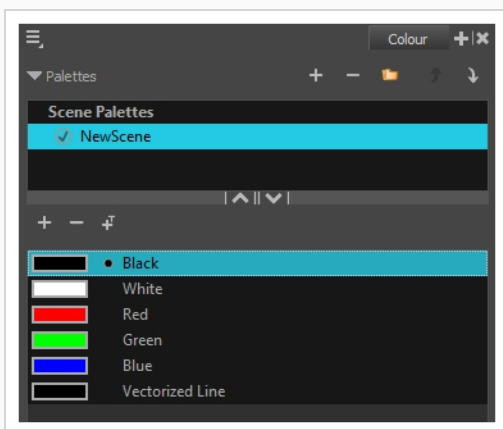 Colour
Palettes
Scene Palettes
NewScene
Black
White
Red
Green
Blue
Vectorized Line